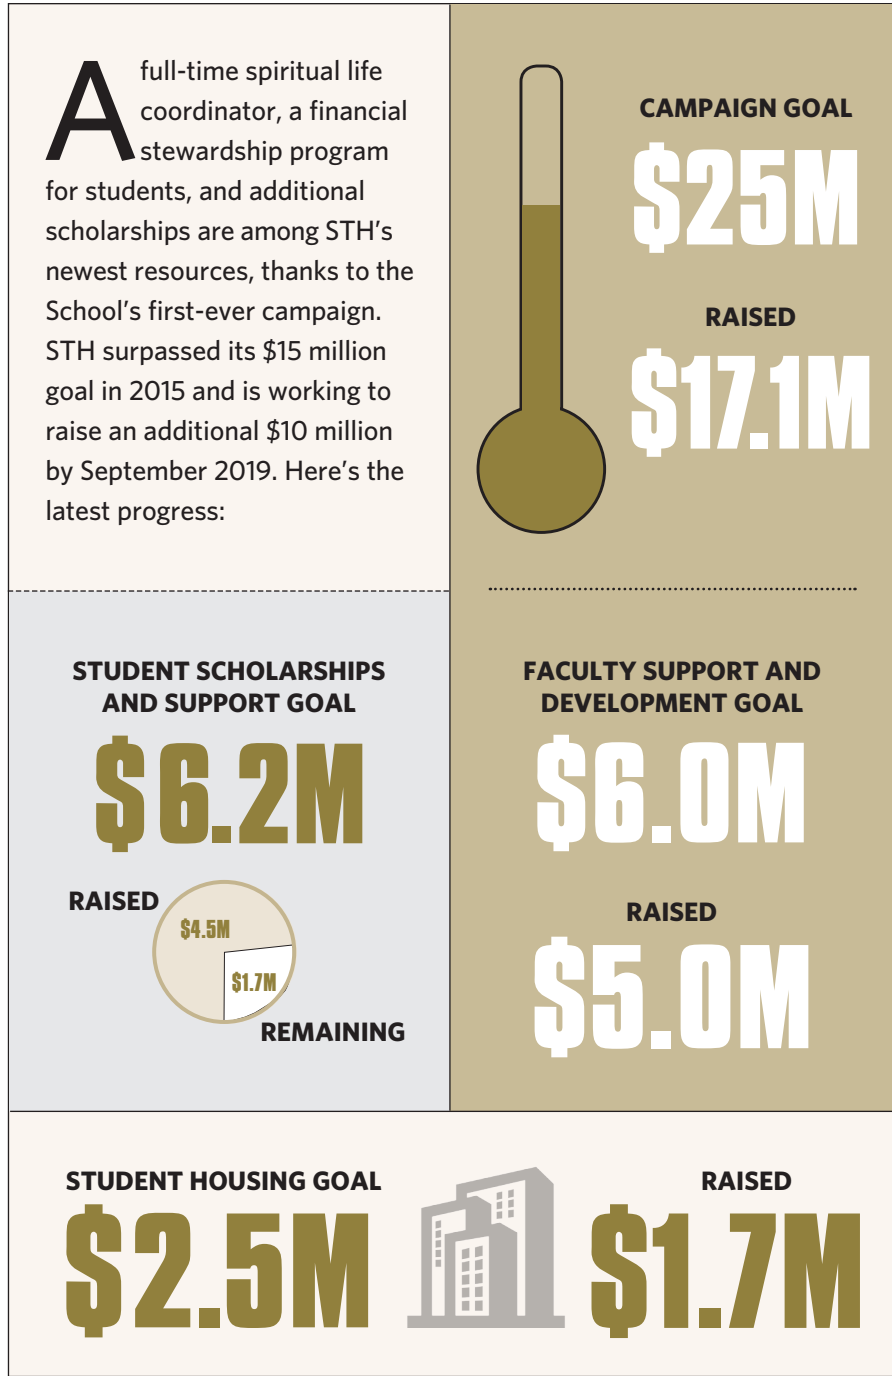 A full-time spiritual life
coordinator, a financial
stewardship program
for students, and additional
scholarships are among STH’s
newest resources, thanks to the
School’s first-ever campaign.
STH surpassed its $15 million
goal in 2015 and is working to
raise an additional $10 million
by September 2019. Here’s the
latest progress:
CAMPAIGN GOAL
$25M
RAISED
$17.1M
STUDENT SCHOLARSHIPS
AND SUPPORT GOAL
$6.2M
RAISED
$4.5M
$1.7M
REMAINING
FACULTY SUPPORT AND
DEVELOPMENT GOAL
$6.0M
RAISED
$5.0M
STUDENT HOUSING GOAL
$2.5M
RAISED
$1.7M